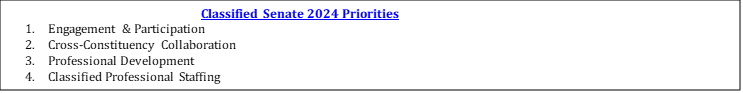 Classified Senate 2024 Priorities
1. Engagement & Participation
2. Cross-Constituency Collaboration
3. Professional Development
4. Classified Professional Staffing